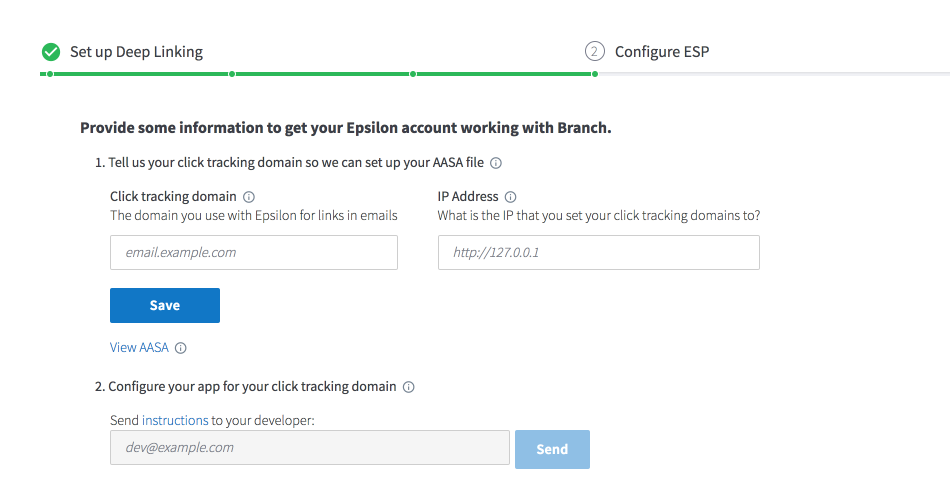 Set up Deep Linking
2 Configure ESP
Provide some information to get your Epsilon account working with Branch.
1. Tell us your click tracking domain so we can set up your AASA file
Click tracking domain
The domain you use with Epsilon for links in emails
email.example.com
IP Address
What is the IP that you set your click tracking domains to?
http://127.0.0.1
Save
View AASA
2. Configure your app for your click tracking domain
Send instructions to your developer:
dev@example.com
Send